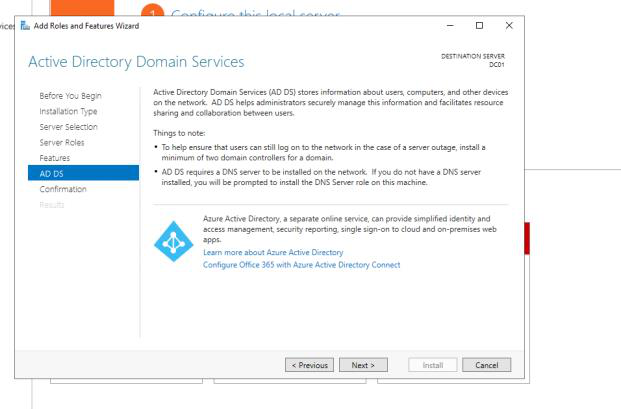 1 Configure this local server
Add Roles and Features Wizard
Active Directory Domain Services
DESTINATION SERVER
DC01
Before You Begin
Installation Type
Server Selection
Server Roles
Features
AD DS
Confirmation
Results
Active Directory Domain Services (AD DS) stores information about users, computers, and other devices
on the network. AD DS helps administrators securely manage this information and facilitates resource
sharing and collaboration between users.
Things to note:
• To help ensure that users can still log on to the network in the case of a server outage, install a
minimum of two domain controllers for a domain.
• AD DS requires a DNS server to be installed on the network. If you do not have a DNS server
installed, you will be prompted to install the DNS Server role on this machine.
Azure Active Directory, a separate online service, can provide simplified identity and
access management, security reporting, single sign-on to cloud and on-premises web
apps.
Learn more about Azure Active Directory
Configure Office 365 with Azure Active Directory Connect
< Previous
Next >
Install
Cancel